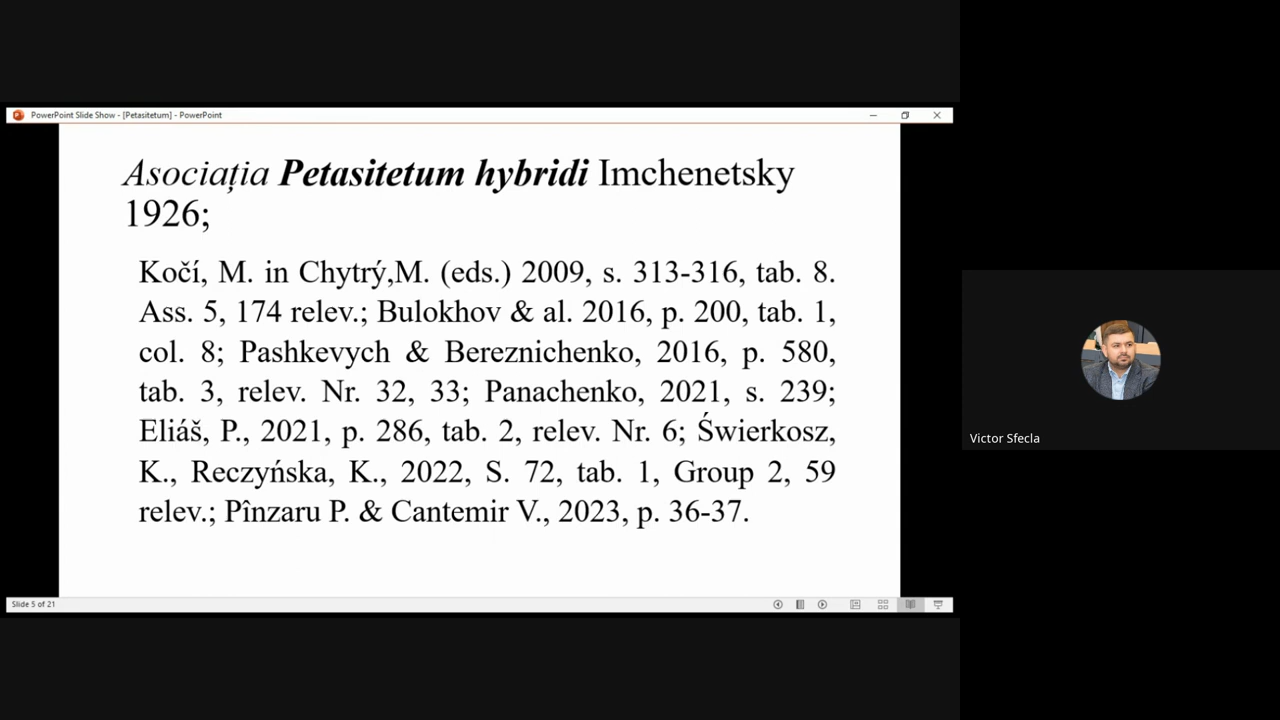 PowerPoint Slide Show - [Petasitetum] - PowerPoint
Asociația Petasitetum hybridi Imchenetsky
1926;
Kočí, M. in Chytrý,M. (eds.) 2009, s. 313-316, tab. 8.
Ass. 5, 174 relev.; Bulokhov & al. 2016, p. 200, tab. 1,
col. 8; Pashkevych & Bereznichenko, 2016, p. 580,
tab. 3, relev. Nr. 32, 33; Panachenko, 2021, s. 239;
Eliáš, P., 2021, p. 286, tab. 2, relev. Nr. 6; Świerkosz,
K., Reczyńska, K., 2022, S. 72, tab. 1, Group 2, 59
relev.; Pînzaru P. & Cantemir V., 2023, p. 36-37.
Slide 5 of 21
Victor Sfecla